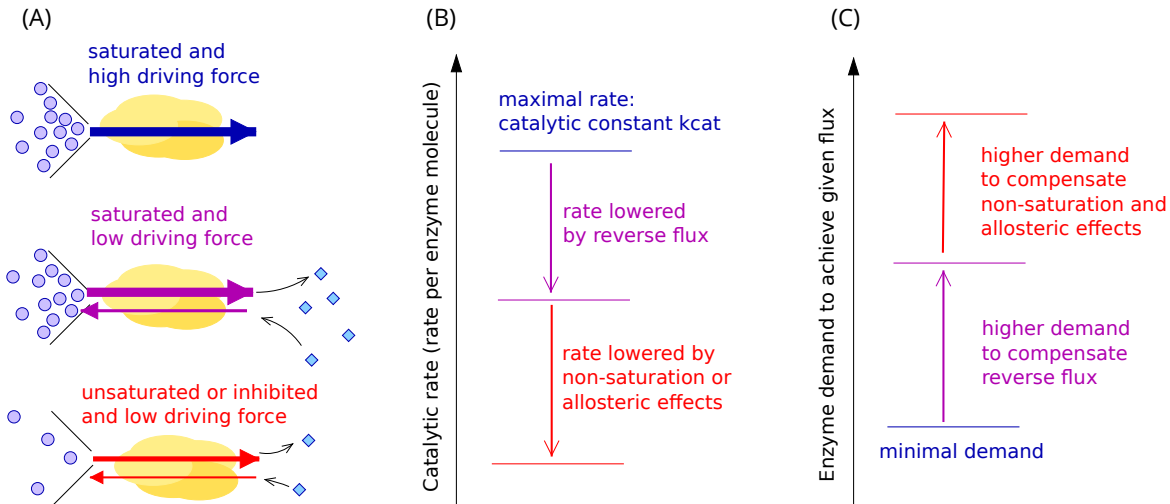 (A)
saturated and
high driving force
saturated and
low driving force
unsaturated or inhibited
and low driving force
(B)
Catalytic rate (rate per enzyme molecule)
maximal rate:
catalytic constant kcat
rate lowered
by reverse flux
rate lowered by
non-saturation or
allosteric effects
(C)
Enzyme demand to achieve given flux
higher demand
to compensate
non-saturation and
allosteric effects
higher demand
to compensate
reverse flux
minimal demand